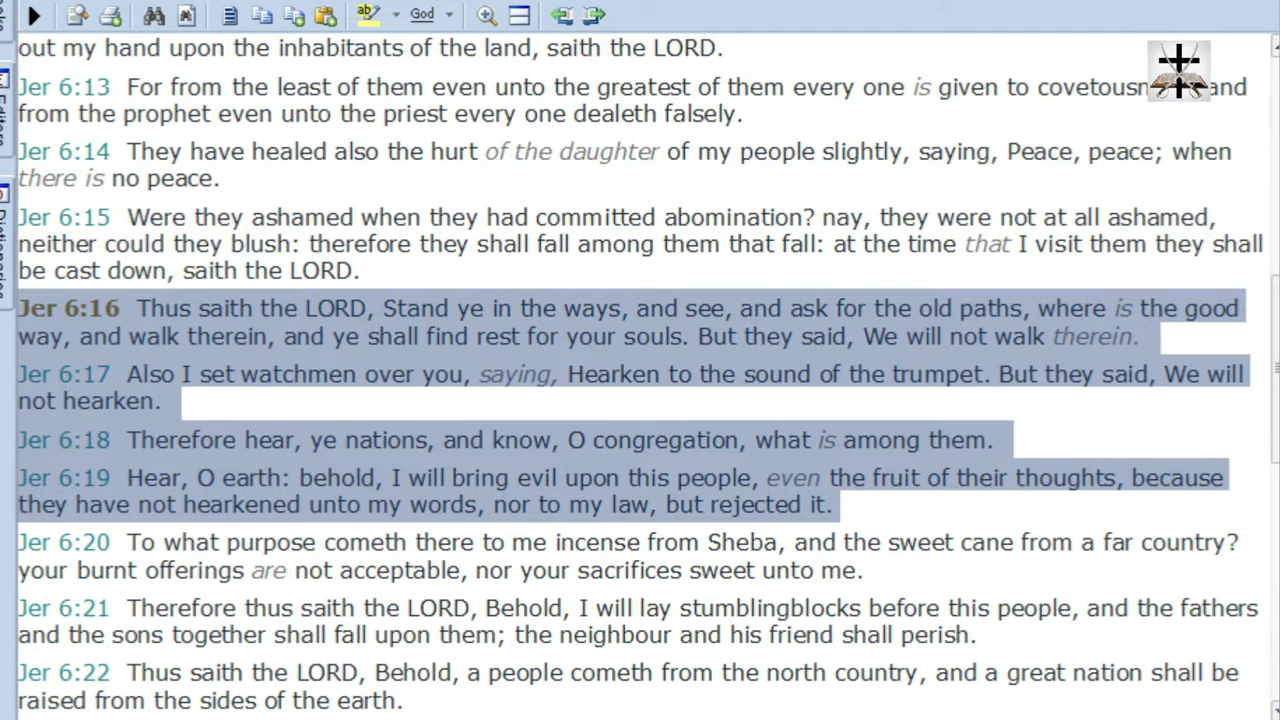 ab
God
out my hand upon the inhabitants of the land, saith the LORD.
Jer 6:13 For from the least of them even unto the greatest of them every one is given to and
from the prophet even unto the priest every one dealeth falsely.
Jer 6:14 They have healed also the hurt of the daughter of my people slightly, saying, Peace, peace; when
there is no peace.
Jer 6:15 Were they ashamed when they had committed abomination? nay, they were not at all ashamed,
neither could they blush: therefore they shall fall among them that fall: at the time that I visit them they shall
be cast down, saith the LORD.
Jer 6:16 Thus saith the LORD, Stand ye in the ways, and see, and ask for the old paths, where is the good
way, and walk therein, and ye shall find rest for your souls. But they said, We will not walk therein.
Jer 6:17 Also I set watchmen over you, saying, Hearken to the sound of the trumpet. But they said, We will
not hearken.
Jer 6:18 Therefore hear, ye nations, and know, O congregation, what is among them.
Jer 6:19 Hear, O earth: behold, I will bring evil upon this people, even the fruit of their thoughts, because
they have not hearkened unto my words, nor to my law, but rejected it.
Jer 6:20 To what purpose cometh there to me incense from Sheba, and the sweet cane from a far country?
your burnt offerings are not acceptable, nor your sacrifices sweet unto me.
Jer 6:21 Therefore thus saith the LORD, Behold, I will lay stumblingblocks before this people, and the fathers
and the sons together shall fall upon them; the neighbour and his friend shall perish.
Jer 6:22 Thus saith the LORD, Behold, a people cometh from the north country, and a great nation shall be
raised from the sides of the earth.